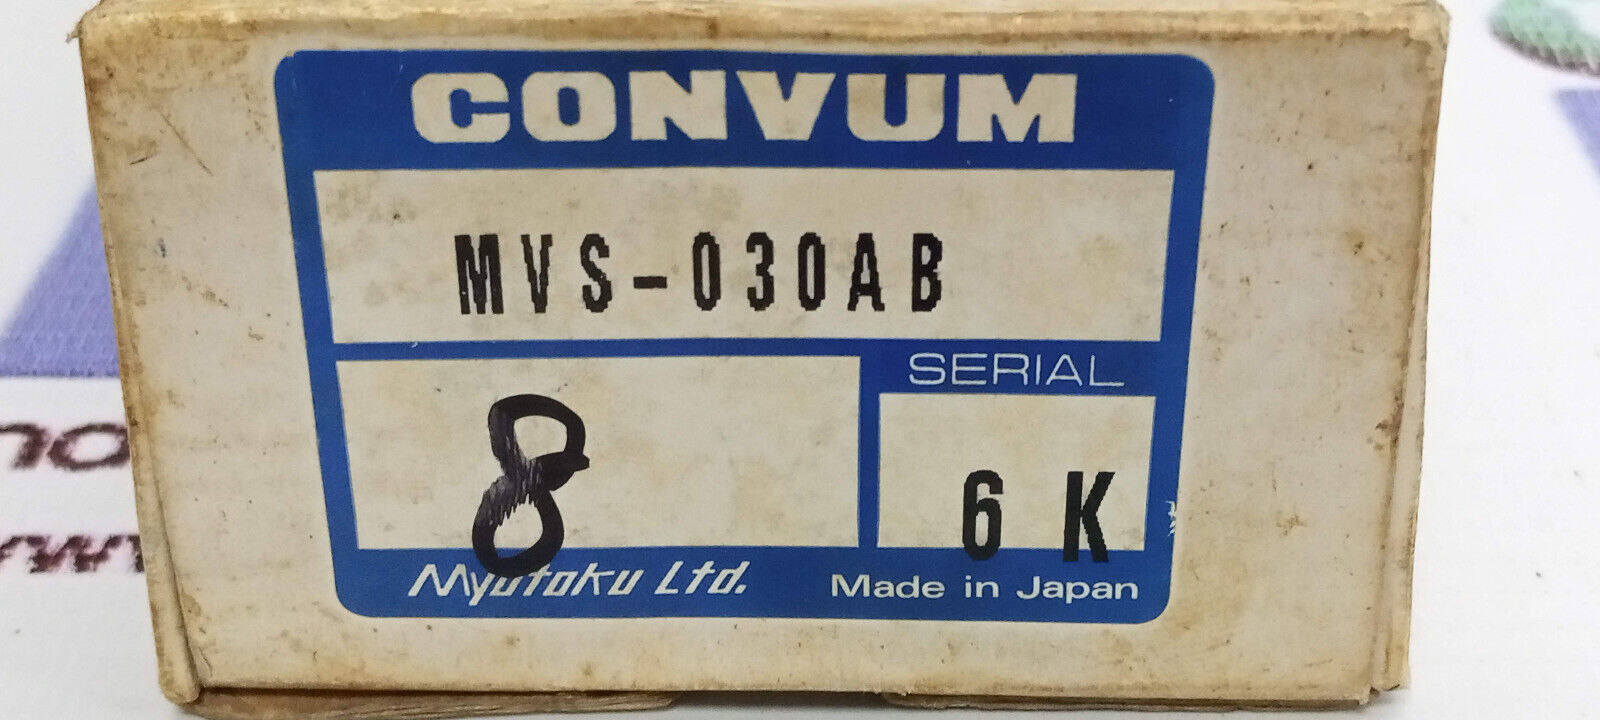 CONVUM
MVS-030AB
SERIAL
8
6 K
Myotoku Ltd.
Made in Japan